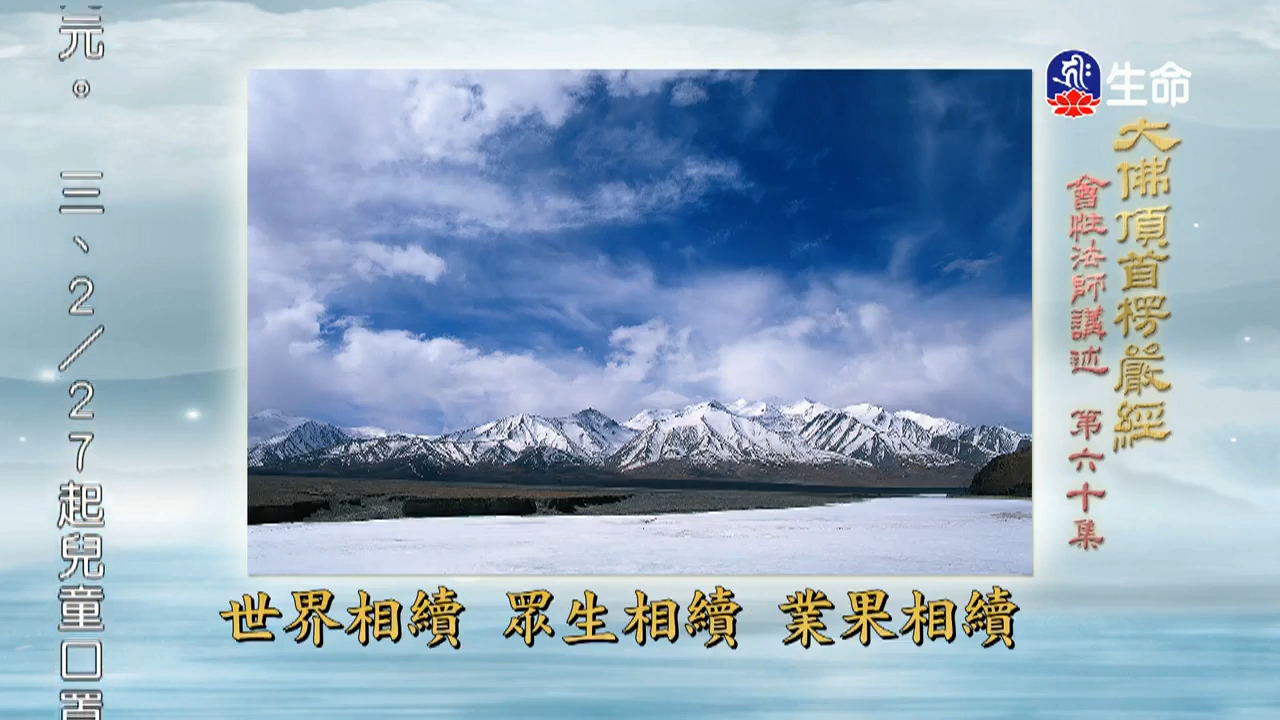 生命
大佛頂首楞嚴經
會性法師講述 第六十集
元。◎ 三、2／27起兒童口罩
世界相續 眾生相續 業果相續